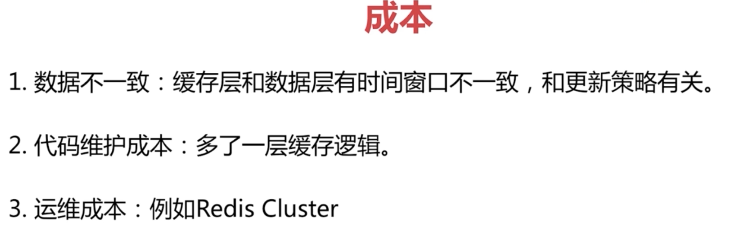 成本
1. 数据不一致：缓存层和数据层有时间窗口不一致，和更新策略有关。
2. 代码维护成本：多了一层缓存逻辑。
3. 运维成本：例如Redis Cluster